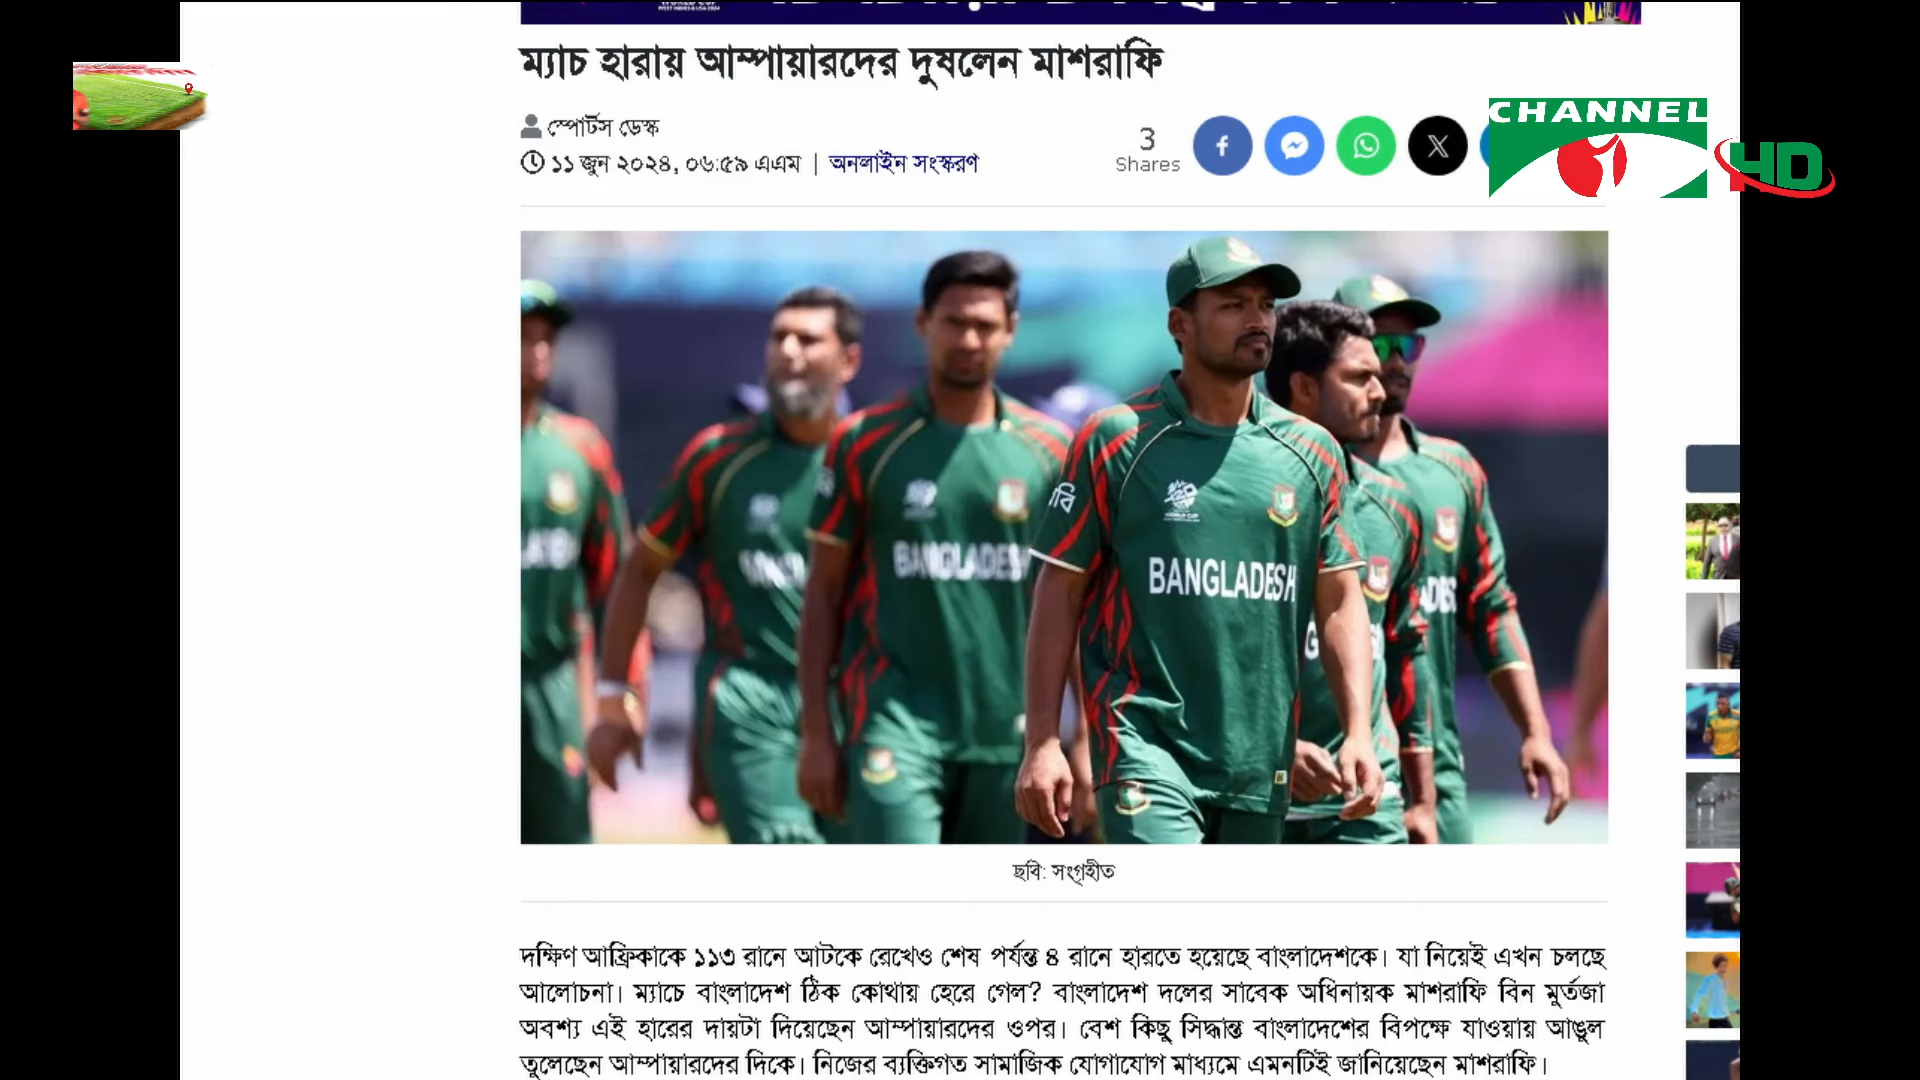 ম্যাচ হারায় আম্পায়ারদের দুষলেন মাশরাফি
স্পোর্টস ডেস্ক
১১ জুন ২০২৪, ০৬:৫৯ এএম | অনলাইন সংস্করণ
3
Shares
CHANNEL
HD
BANGLADESH
BANGLADESH
ছবি: সংগৃহীত
দক্ষিণ আফ্রিকাকে ১১৩ রানে আটকে রেখেও শেষ পর্যন্ত ৪ রানে হারতে হয়েছে বাংলাদেশকে। যা নিয়েই এখন চলছে
আলোচনা। ম্যাচে বাংলাদেশ ঠিক কোথায় হেরে গেল? বাংলাদেশ দলের সাবেক অধিনায়ক মাশরাফি বিন মুর্তজা
অবশ্য এই হারের দায়টা দিয়েছেন আম্পায়ারদের ওপর। বেশ কিছু সিদ্ধান্ত বাংলাদেশের বিপক্ষে যাওয়ায় আঙুল
তুলেছেন আম্পায়ারদের দিকে। নিজের ব্যক্তিগত সামাজিক যোগাযোগ মাধ্যমে এমনটিই জানিয়েছেন মাশরাফি।